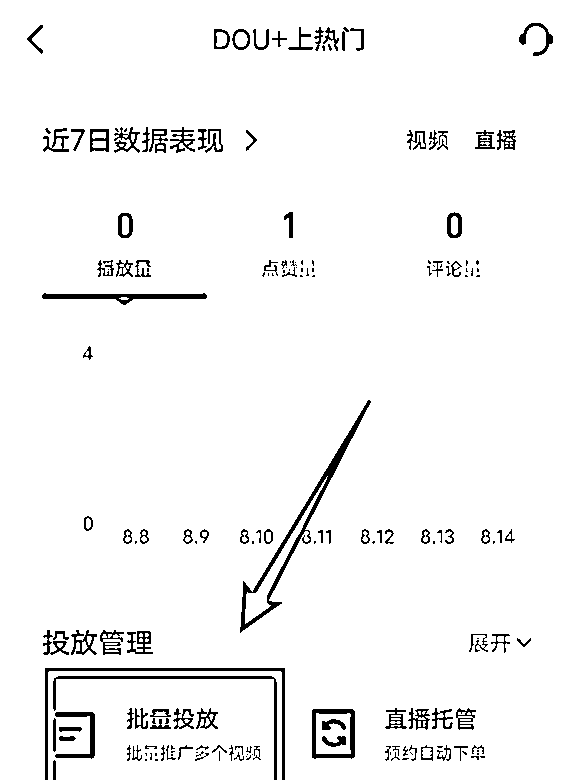 DOU+上热门
近7日数据表现
视频 直播
0 1 0
播放量 点赞量 评论量
4
0
8.8 8.9 8.10 8.11 8.12 8.13 8.14
投放管理 展开
批量投放 直播托管
批量推广多个视频 预约自动下单